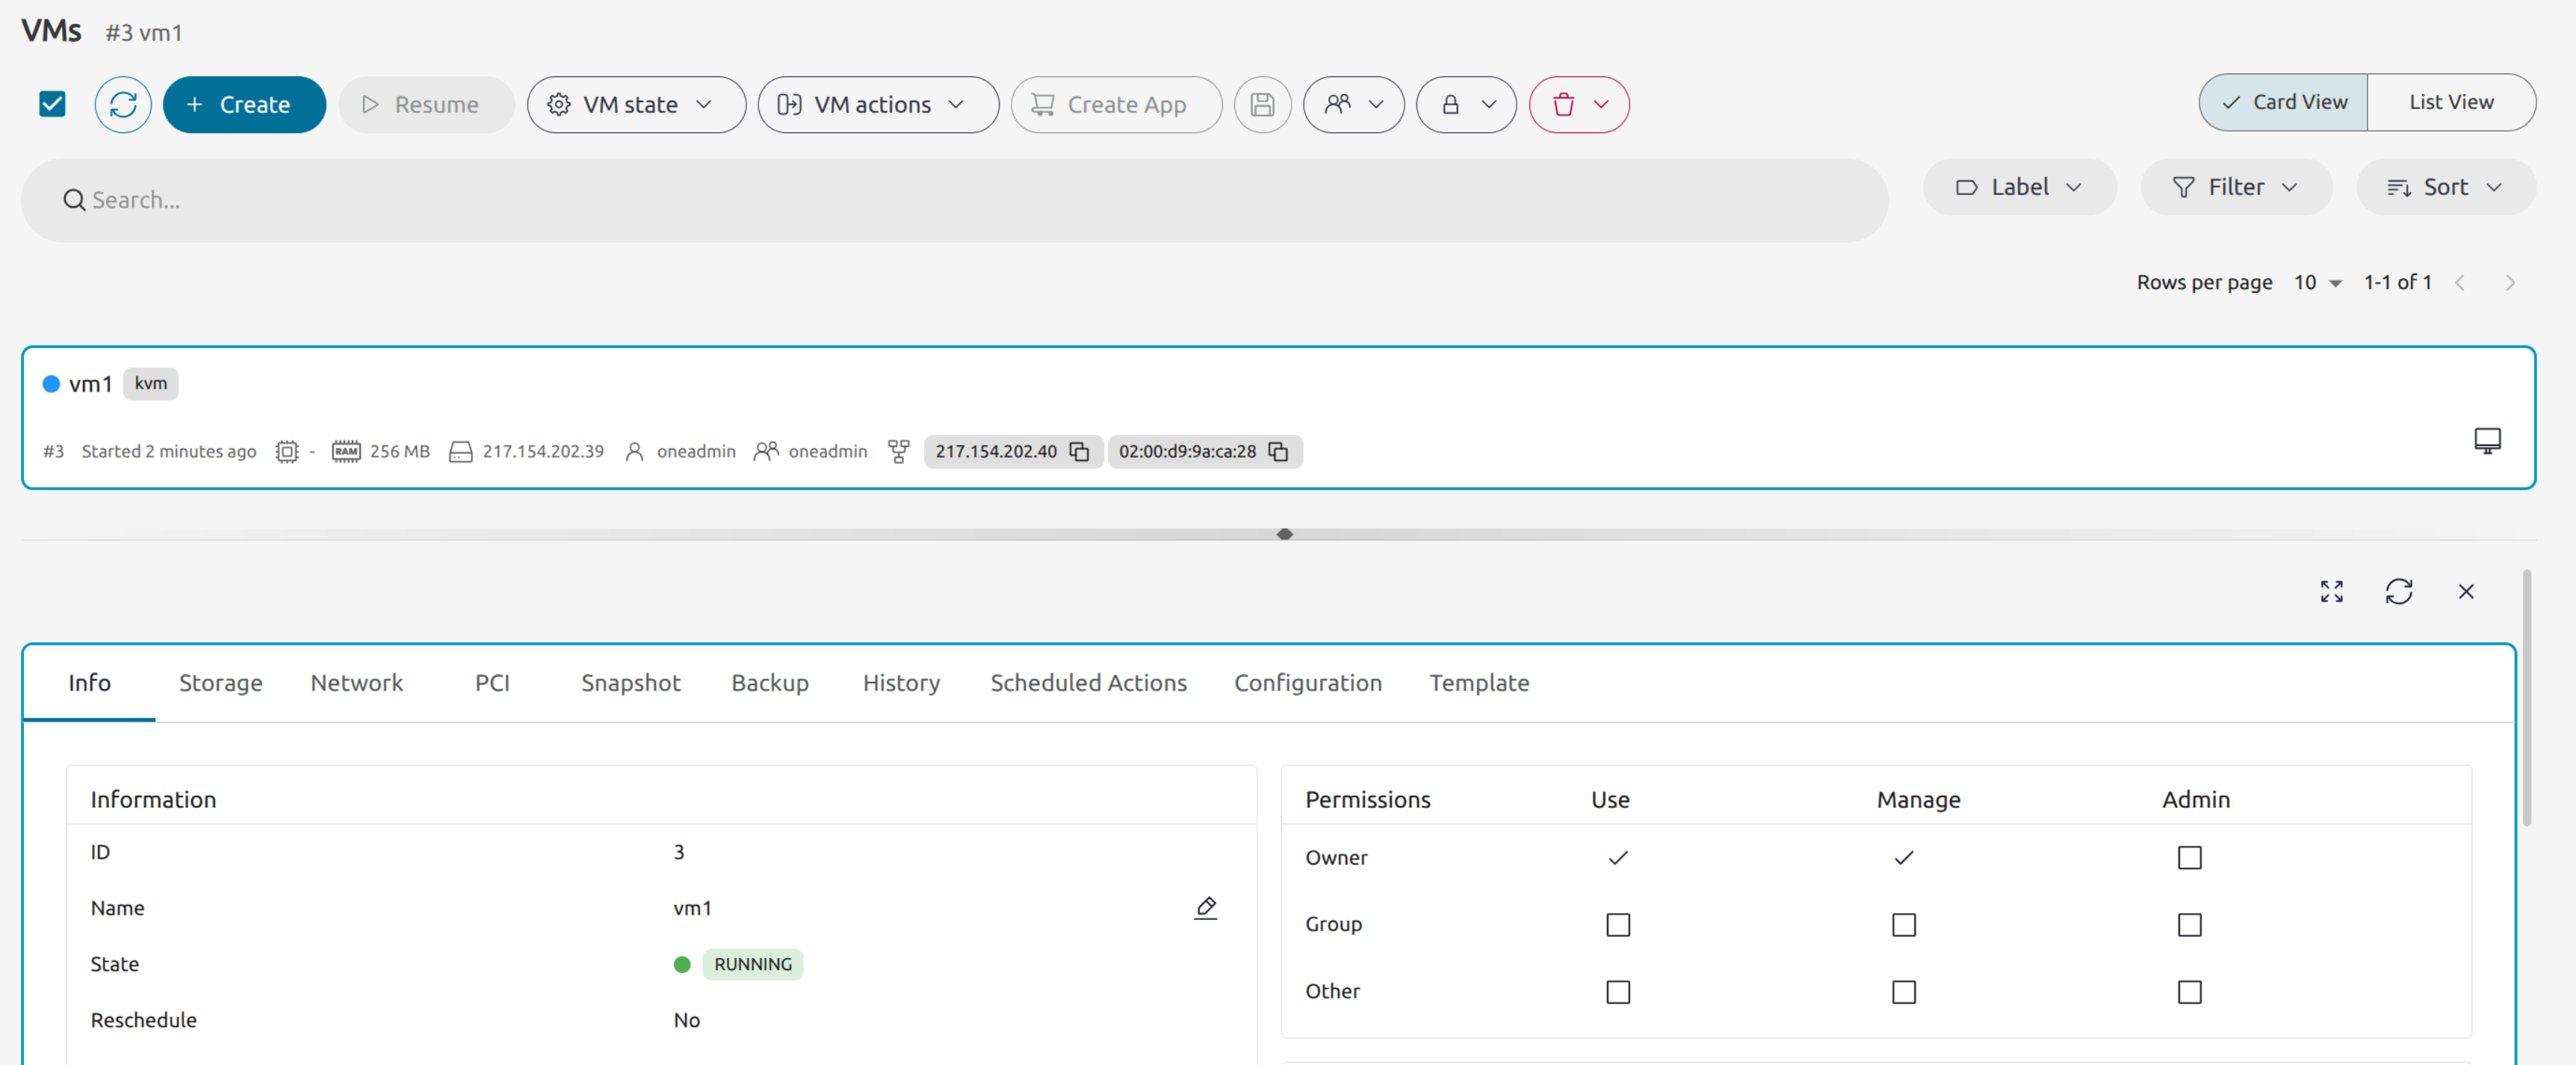 VMs #3 vm1
Create Resume VM state VM actions Create App Card View List View
Search... Label Filter Sort
Rows per page 10 1-1 of 1
vm1 kvm
#3 Started 2 minutes ago - RAM 256 MB 217.154.202.39 oneadmin oneadmin 217.154.202.40 02:00:d9:9a:ca:28
Info Storage Network PCI Snapshot Backup History Scheduled Actions Configuration Template
Information
ID 3
Name vm1
State RUNNING
Reschedule No
Permissions Use Manage Admin
Owner
Group
Other